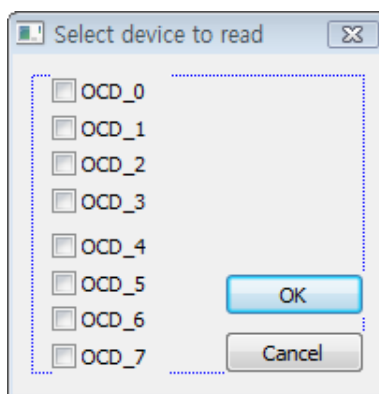 Select device to read
OCD_0
OCD_1
OCD_2
OCD_3
OCD_4
OCD_5
OCD_6
OCD_7
OK
Cancel